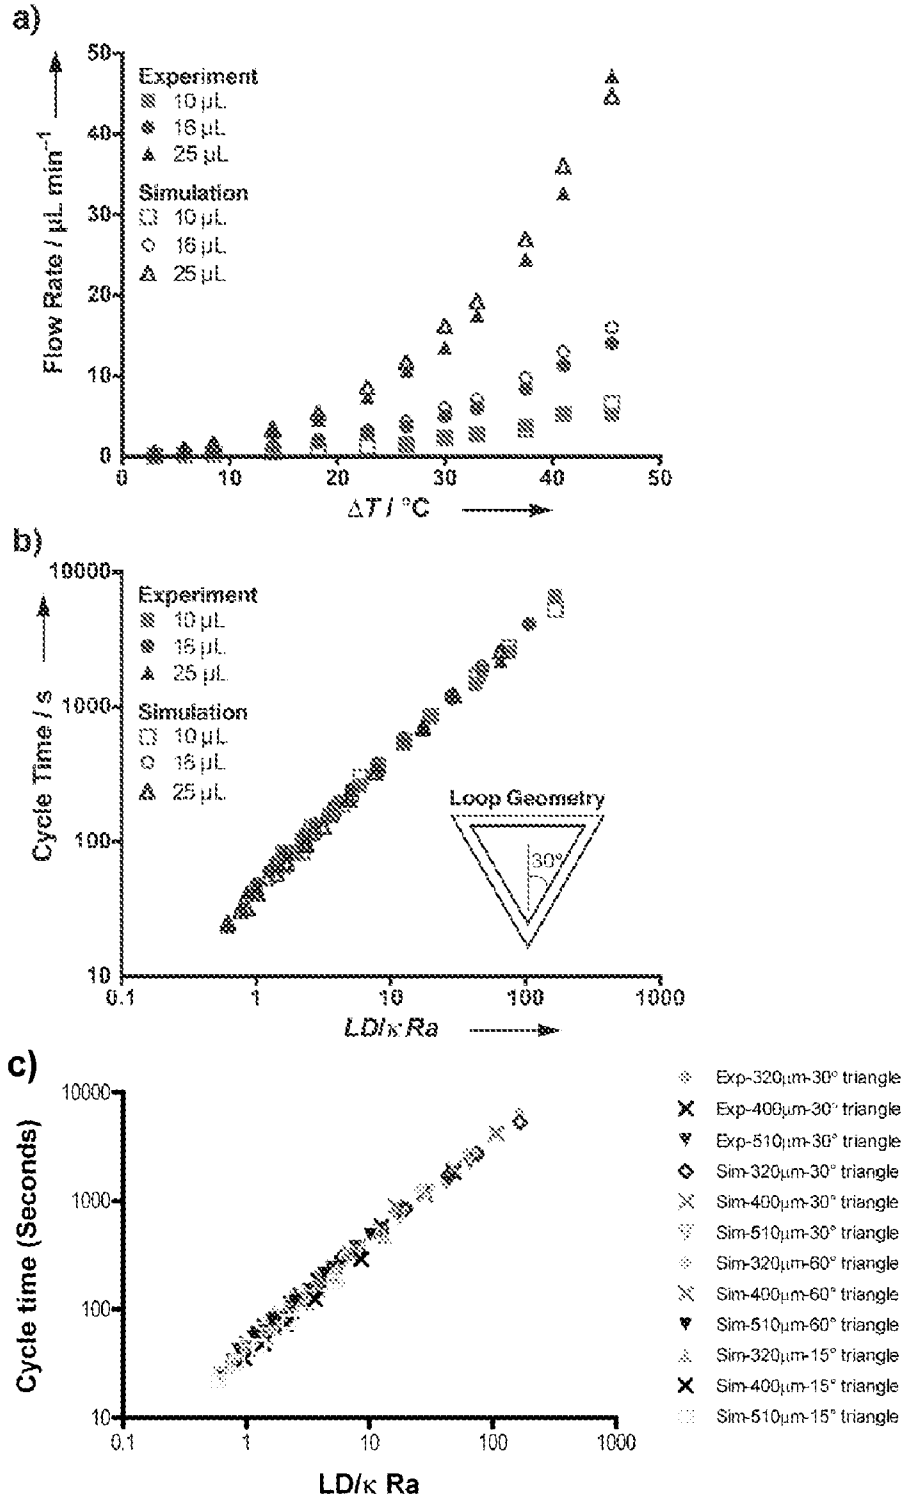 a)
50
40
30
20
10
0
Flow Rate / µL min⁻¹
Experiment
10 µL
16 µL
25 µL
Simulation
10 µL
16 µL
25 µL
0 10 20 30 40 50
ΔT / °C
b)
10000
1000
100
10
Cycle Time / s
Experiment
10 µL
16 µL
25 µL
Simulation
10 µL
16 µL
25 µL
Loop Geometry
30°
0.1 1 10 100 1000
LD/κ Ra
c)
10000
1000
100
10
Cycle time (Seconds)
0.1 1 10 100 1000
LD/κ Ra
Exp-320µm-30° triangle
Exp-400µm-30° triangle
Exp-510µm-30° triangle
Sim-320µm-30° triangle
Sim-400µm-30° triangle
Sim-510µm-30° triangle
Sim-320µm-60° triangle
Sim-400µm-60° triangle
Sim-510µm-60° triangle
Sim-320µm-15° triangle
Sim-400µm-15° triangle
Sim-510µm-15° triangle